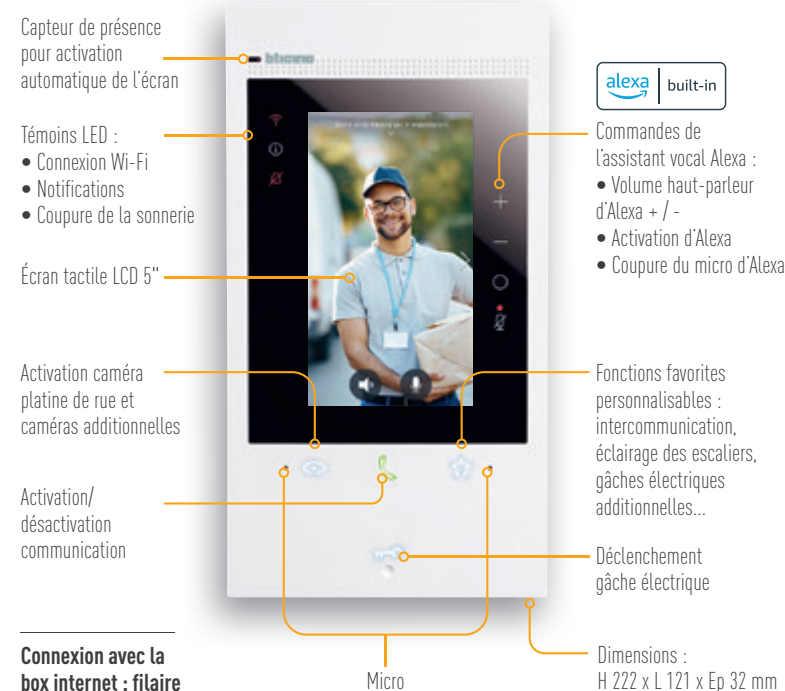 Capteur de présence
pour activation
automatique de l'écran
bticino
Témoins LED :
• Connexion Wi-Fi
• Notifications
• Coupure de la sonnerie
Écran tactile LCD 5"
Activation caméra
platine de rue et
caméras additionnelles
Activation/
désactivation
communication
Connexion avec la
box internet : filaire
Micro
alexa built-in
Commandes de
l'assistant vocal Alexa :
• Volume haut-parleur
d'Alexa + / -
• Activation d'Alexa
• Coupure du micro d'Alexa
Fonctions favorites
personnalisables :
intercommunication,
éclairage des escaliers,
gâches électriques
additionnelles...
Déclenchement
gâche électrique
Dimensions :
H 222 x L 121 x Ep 32 mm